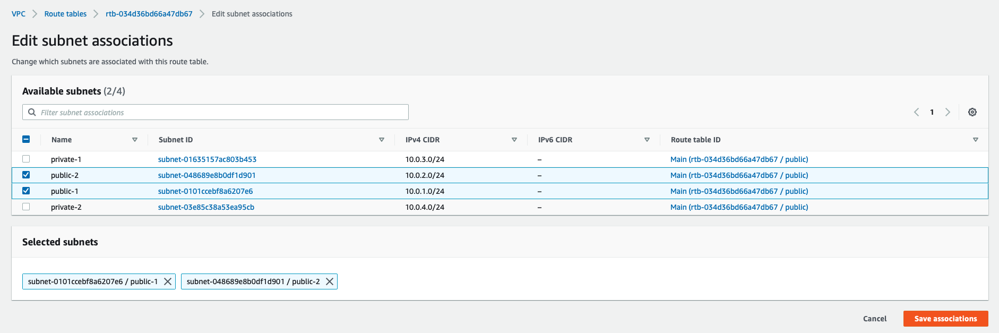 VPC > Route tables > rtb-034d36bd66a47db67 > Edit subnet associations
Edit subnet associations
Change which subnets are associated with this route table.
Available subnets (2/4)
Filter subnet associations
1
Name Subnet ID IPv4 CIDR IPv6 CIDR Route table ID
private-1 subnet-01635157ac803b453 10.0.3.0/24 – Main (rtb-034d36bd66a47db67 / public)
public-2 subnet-048689e8b0df1d901 10.0.2.0/24 – Main (rtb-034d36bd66a47db67 / public)
public-1 subnet-0101ccebf8a6207e6 10.0.1.0/24 – Main (rtb-034d36bd66a47db67 / public)
private-2 subnet-03e85c38a53ea95cb 10.0.4.0/24 – Main (rtb-034d36bd66a47db67 / public)
Selected subnets
subnet-0101ccebf8a6207e6 / public-1 subnet-048689e8b0df1d901 / public-2
Cancel Save associations